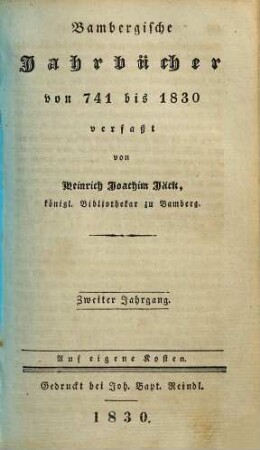 Bambergische
Jahrbücher
von 741 bis 1830
verfaßt
von
Heinrich Joachim Jäck,
königl. Bibliothekar zu Bamberg.
Zweiter Jahrgang.
Auf eigene Kosten.
Gedruckt bei Joh. Bapt. Reindl.
1830.